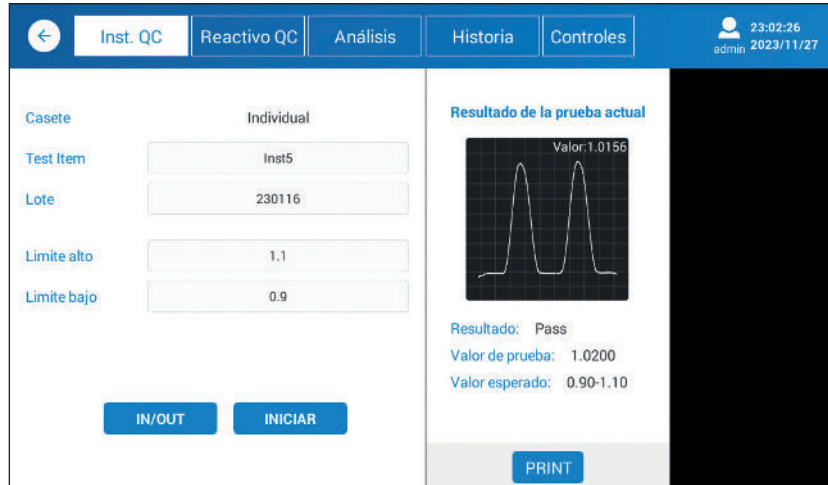 Inst. QC Reactivo QC Análisis Historia Controles
admin 23:02:26
2023/11/27
Casete Individual
Test Item Inst5
Lote 230116
Limite alto 1.1
Limite bajo 0.9
IN/OUT INICIAR
Resultado de la prueba actual
Valor:1.0156
Resultado: Pass
Valor de prueba: 1.0200
Valor esperado: 0.90-1.10
PRINT